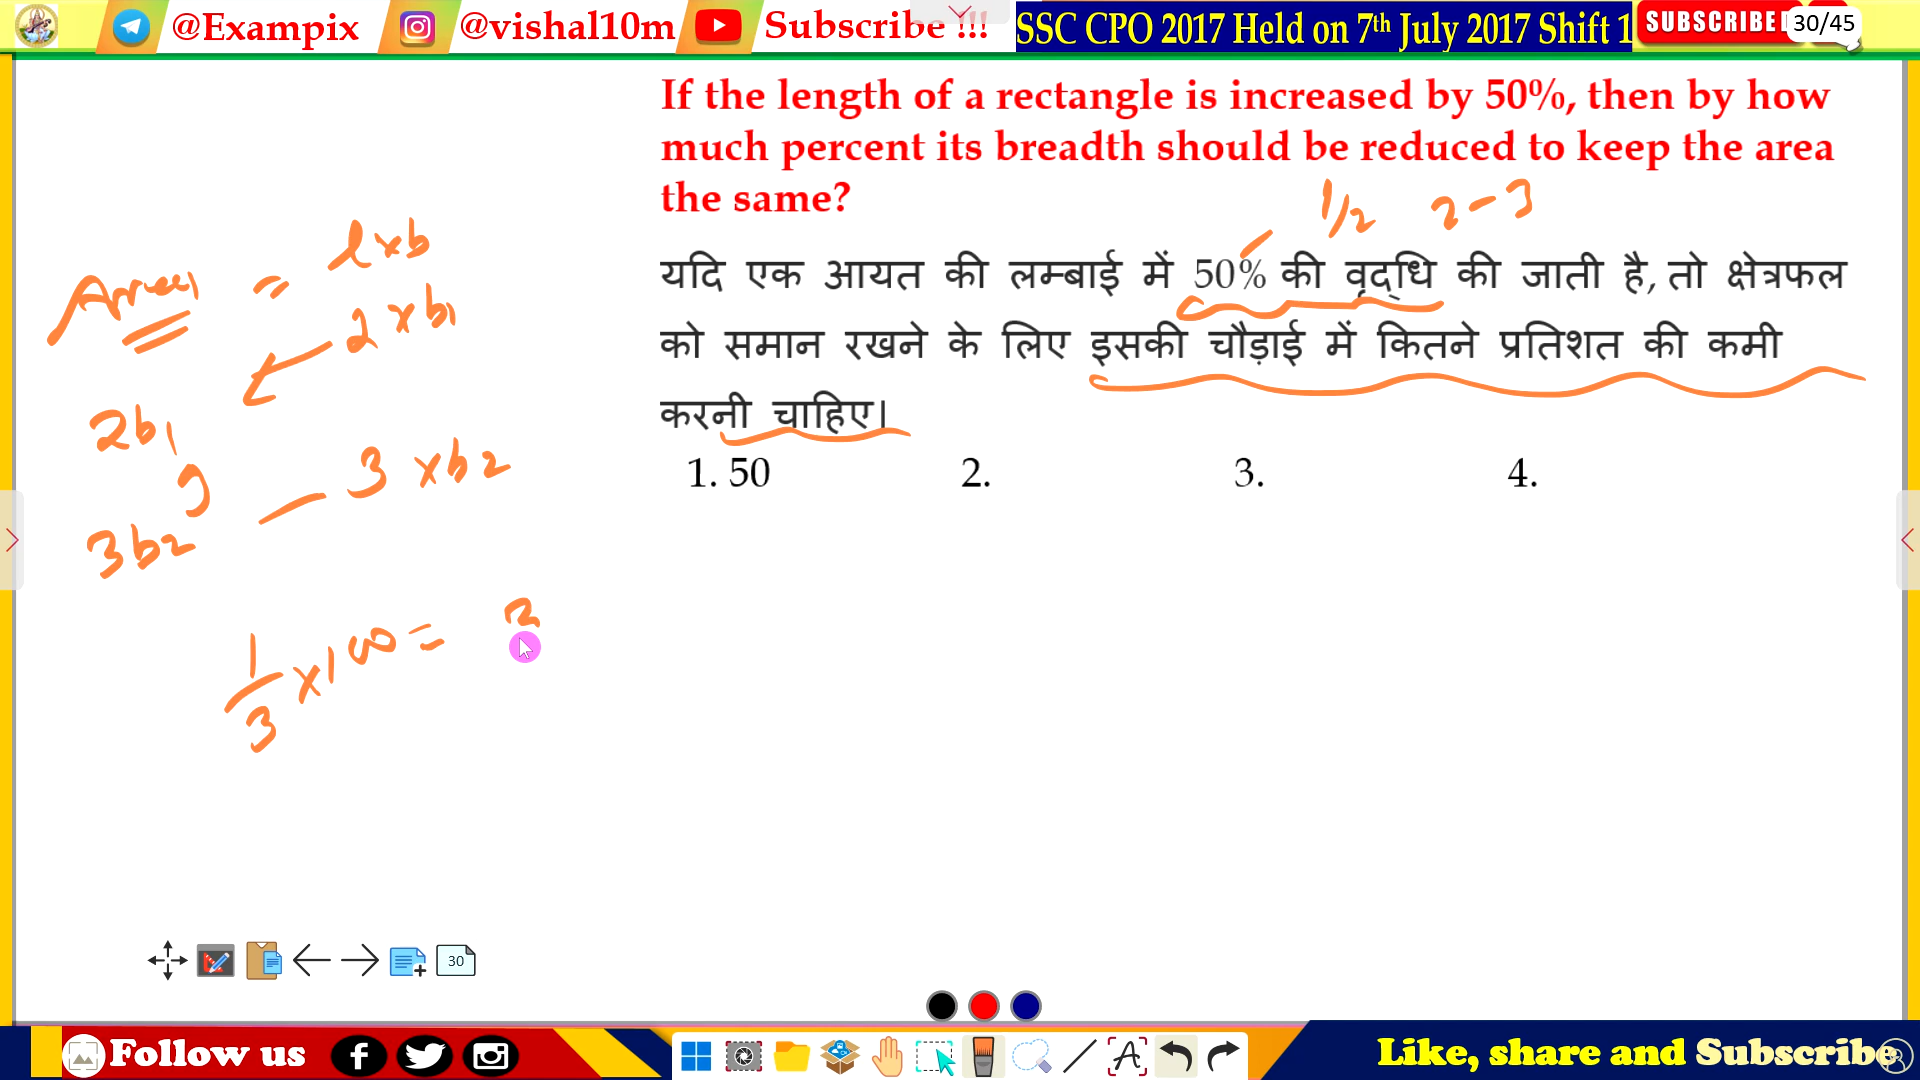 @Exampix @vishal10m Subscribe !!! SSC CPO 2017 Held on 7th July 2017 Shift 1 SUBSCRIBED 30/45
If the length of a rectangle is increased by 50%, then by how
much percent its breadth should be reduced to keep the area
the same?
1/2 2 - 3
यदि एक आयत की लम्बाई में 50% की वृद्धि की जाती है, तो क्षेत्रफल
को समान रखने के लिए इसकी चौड़ाई में कितने प्रतिशत की कमी
करनी चाहिए।
1. 50 2. 3. 4.
= l x b
2 x b1
2b1
3 x b2
3b2
1/3 x 100 =
30
Follow us Like, share and Subscribe